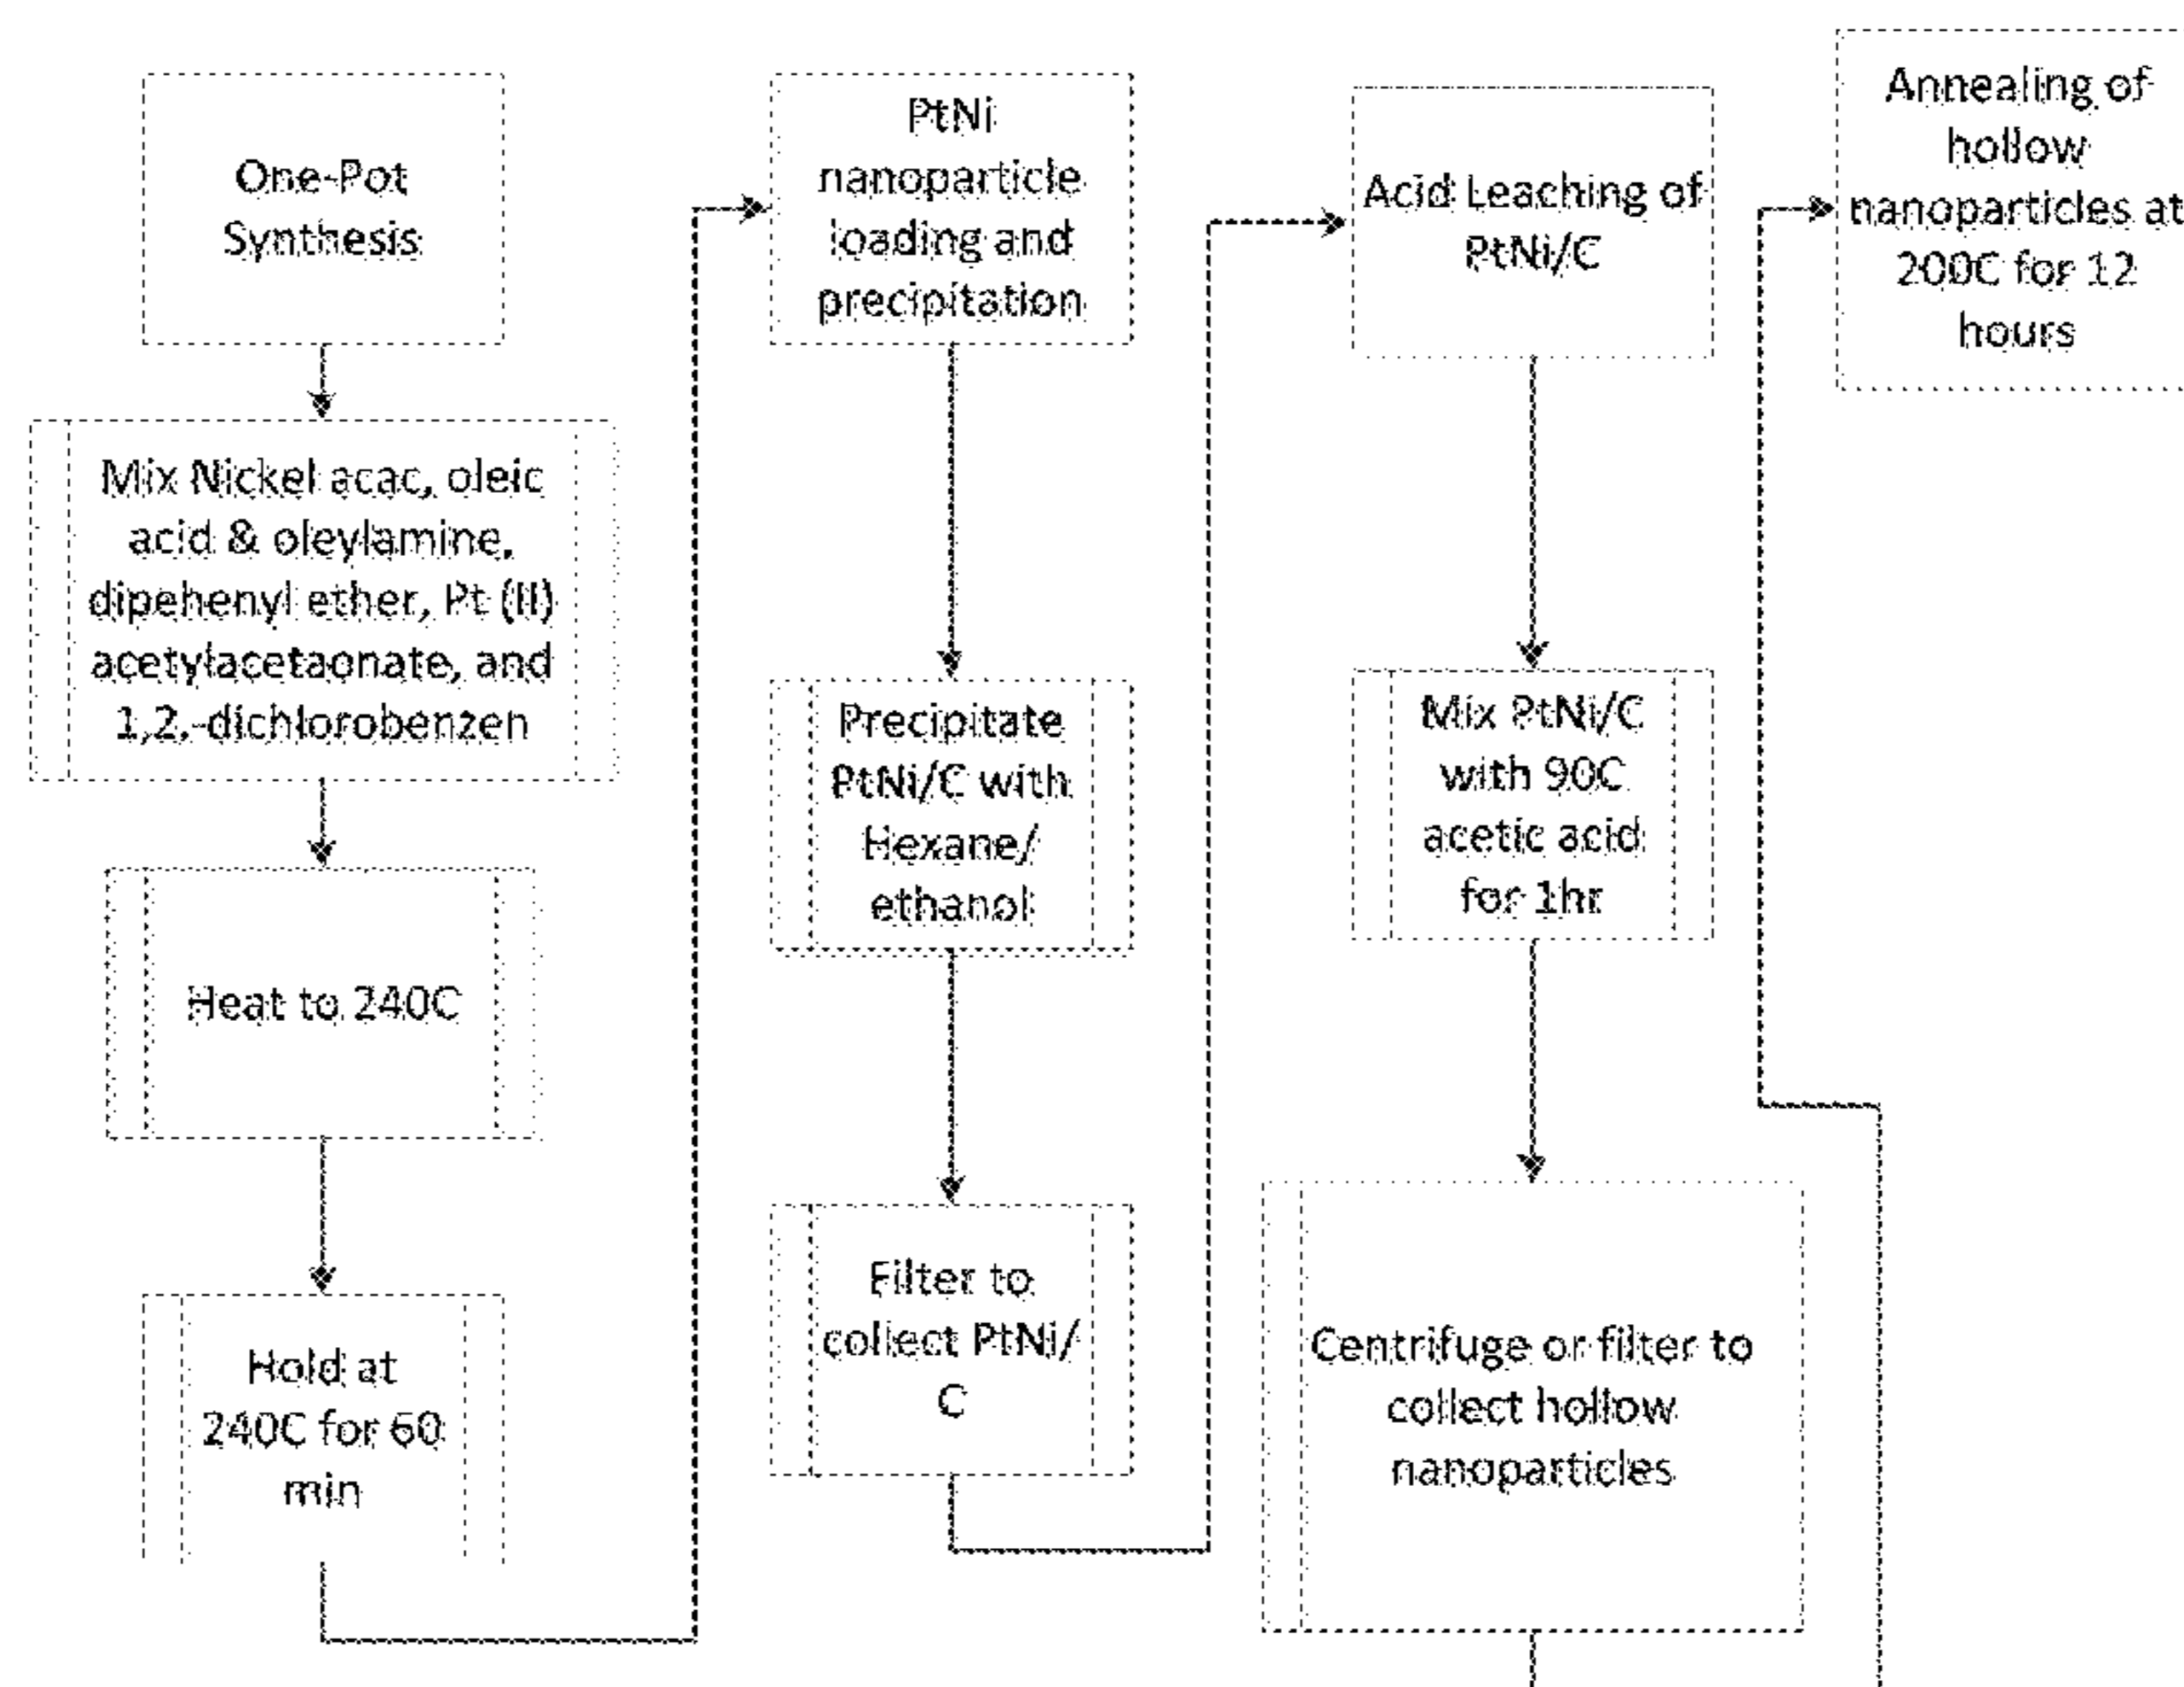 One-Pot
Synthesis
Mix Nickel acac, oleic
acid & oleylamine,
dipehenyl ether, Pt (II)
acetylacetaonate, and
1,2,-dichlorobenzen
Heat to 240C
Hold at
240C for 60
min
PtNi
nanoparticle
loading and
precipitation
Precipitate
PtNi/C with
Hexane/
ethanol
Filter to
collect PtNi/
C
Acid Leaching of
PtNi/C
Mix PtNi/C
with 90C
acetic acid
for 1hr
Centrifuge or filter to
collect hollow
nanoparticles
Annealing of
hollow
nanoparticles at
200C for 12
hours